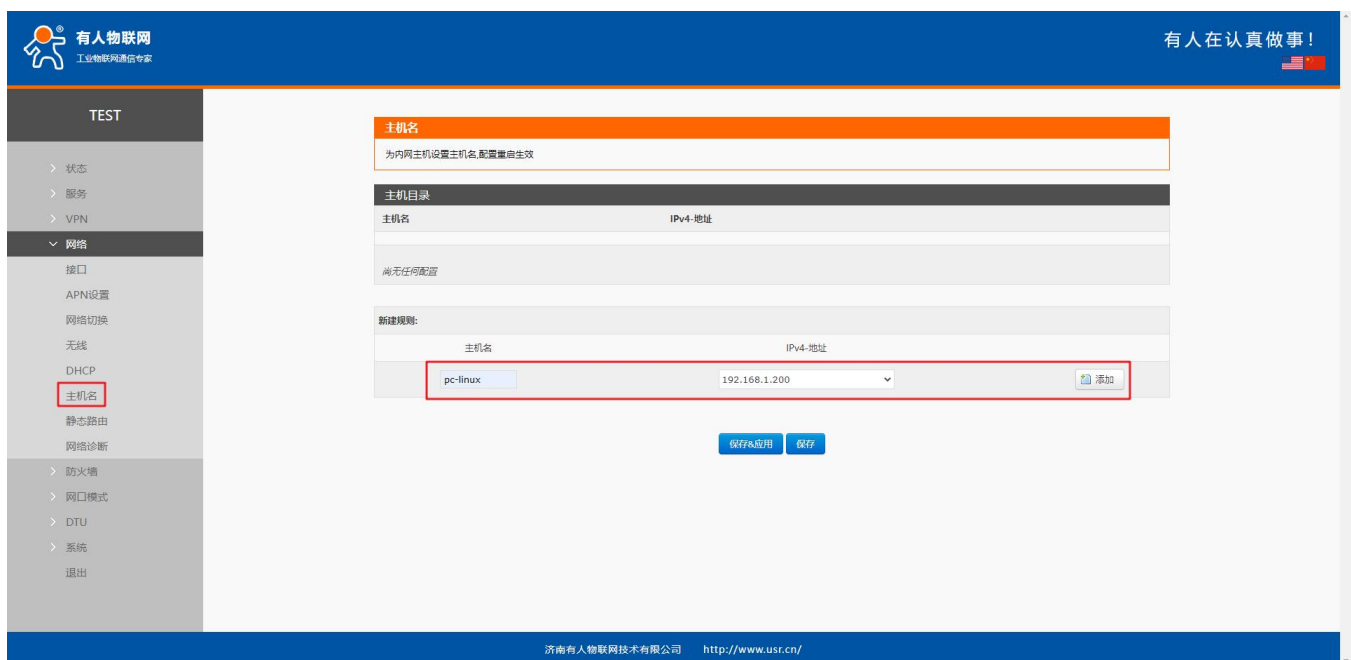 有人物联网
®
工业物联网通信专家
有人在认真做事!
TEST
状态
服务
VPN
网络
接口
APN设置
网络切换
无线
DHCP
主机名
静态路由
网络诊断
防火墙
网口模式
DTU
系统
退出
主机名
为内网主机设置主机名,配置重启生效
主机目录
主机名 IPv4-地址
尚无任何配置
新建规则:
主机名 IPv4-地址
pc-linux 192.168.1.200 添加
保存&应用 保存
济南有人物联网技术有限公司 http://www.usr.cn/